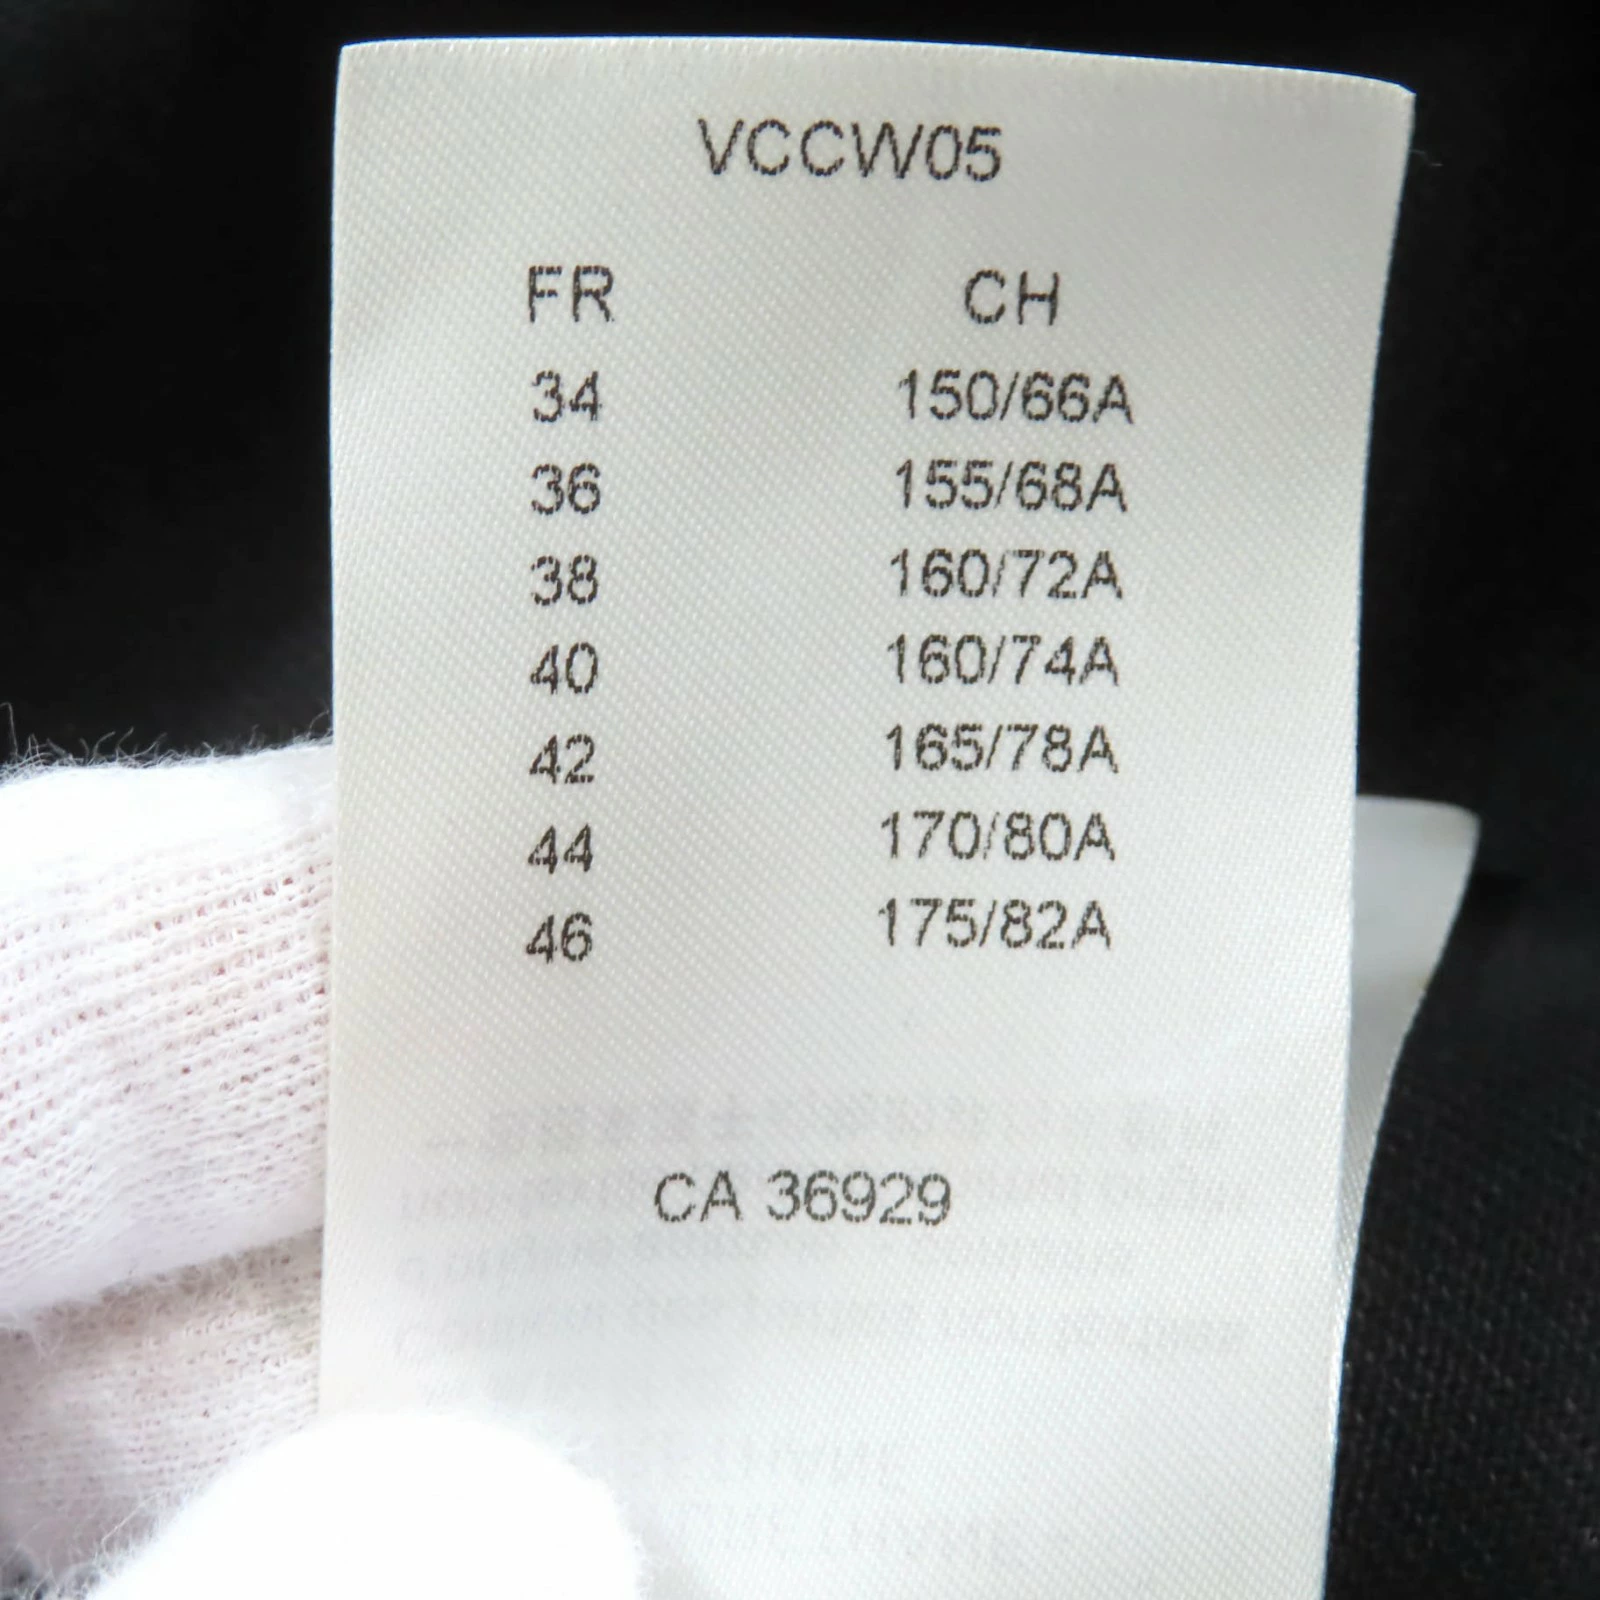 VCCW05
FR CH
34 150/66A
36 155/68A
38 160/72A
40 160/74A
42 165/78A
44 170/80A
46 175/82A
CA 36929